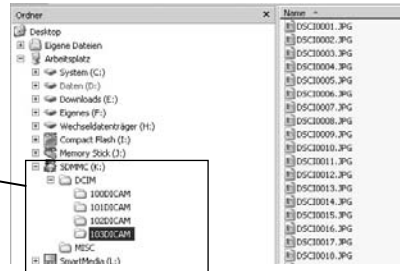 Ordner
Desktop
Eigene Dateien
Arbeitsplatz
System (C:)
Daten (D:)
Downloads (E:)
Eigenes (F:)
Wechseldatenträger (H:)
Compact Flash (I:)
Memory Stick (J:)
SDMMC (K:)
DCIM
100DICAM
101DICAM
102DICAM
103DICAM
MISC
SmartMedia (L:)
Name
DSCI0001.JPG
DSCI0002.JPG
DSCI0003.JPG
DSCI0004.JPG
DSCI0005.JPG
DSCI0006.JPG
DSCI0007.JPG
DSCI0008.JPG
DSCI0009.JPG
DSCI0010.JPG
DSCI0011.JPG
DSCI0012.JPG
DSCI0013.JPG
DSCI0014.JPG
DSCI0015.JPG
DSCI0016.JPG
DSCI0017.JPG
DSCI0018.JPG